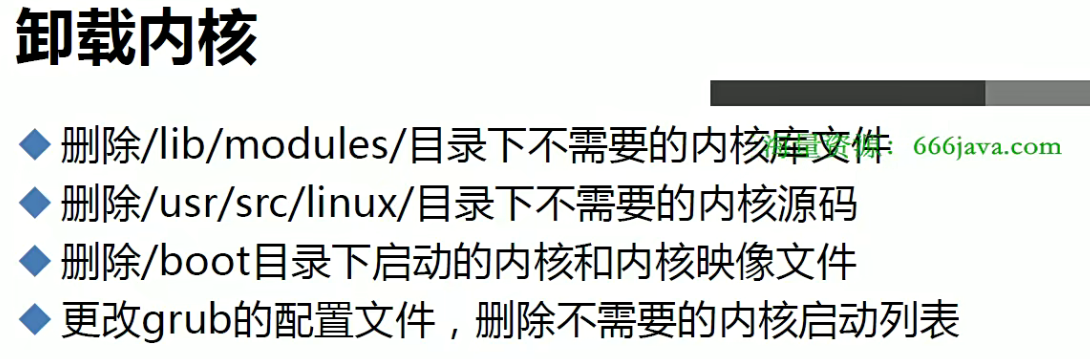 卸载内核
删除/lib/modules/目录下不需要的内核库文件
海量资源：666java.com
删除/usr/src/linux/目录下不需要的内核源码
删除/boot目录下启动的内核和内核映像文件
更改grub的配置文件，删除不需要的内核启动列表